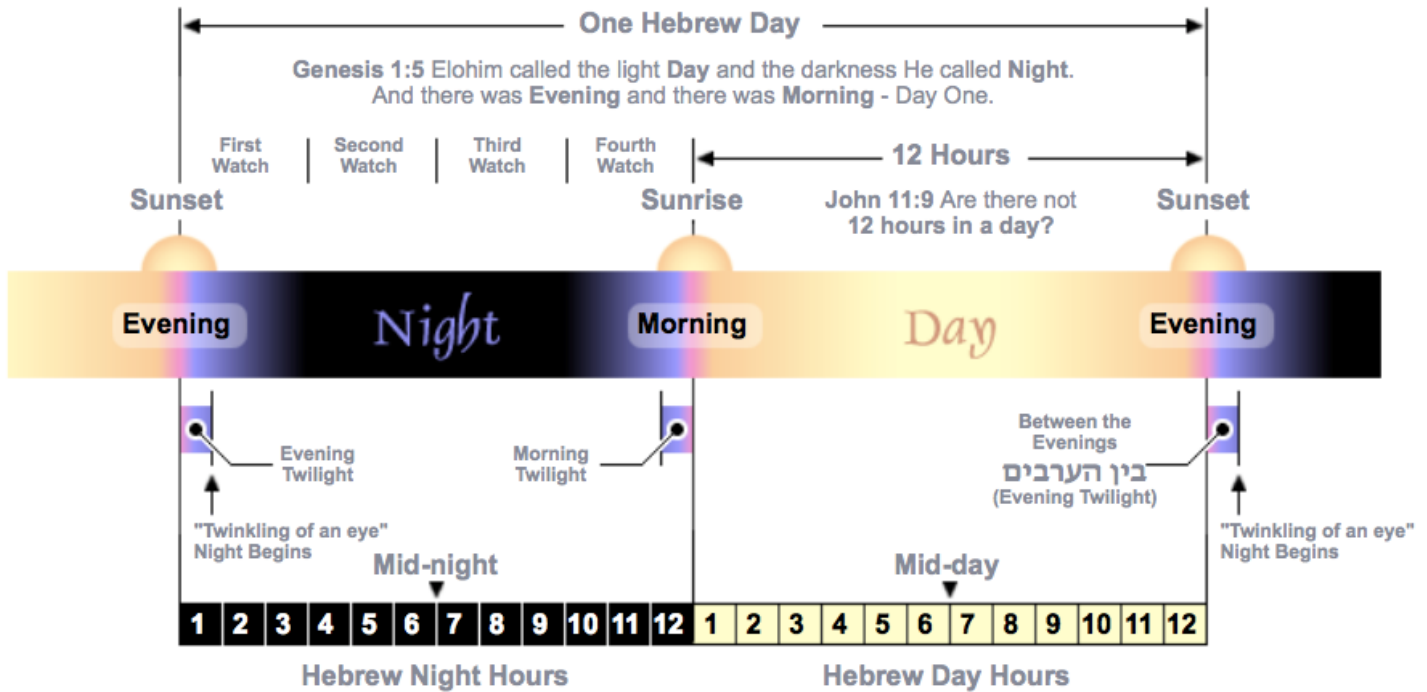 One Hebrew Day
Genesis 1:5 Elohim called the light Day and the darkness He called Night.
And there was Evening and there was Morning - Day One.
First
Watch
Second
Watch
Third
Watch
Fourth
Watch
12 Hours
Sunset
Sunrise
John 11:9 Are there not
12 hours in a day?
Sunset
Evening
Night
Morning
Day
Evening
Evening
Twilight
Morning
Twilight
Between the
Evenings
בין הערבים
(Evening Twilight)
"Twinkling of an eye"
Night Begins
"Twinkling of an eye"
Night Begins
Mid-night
Mid-day
1 2 3 4 5 6 7 8 9 10 11 12 1 2 3 4 5 6 7 8 9 10 11 12
Hebrew Night Hours
Hebrew Day Hours